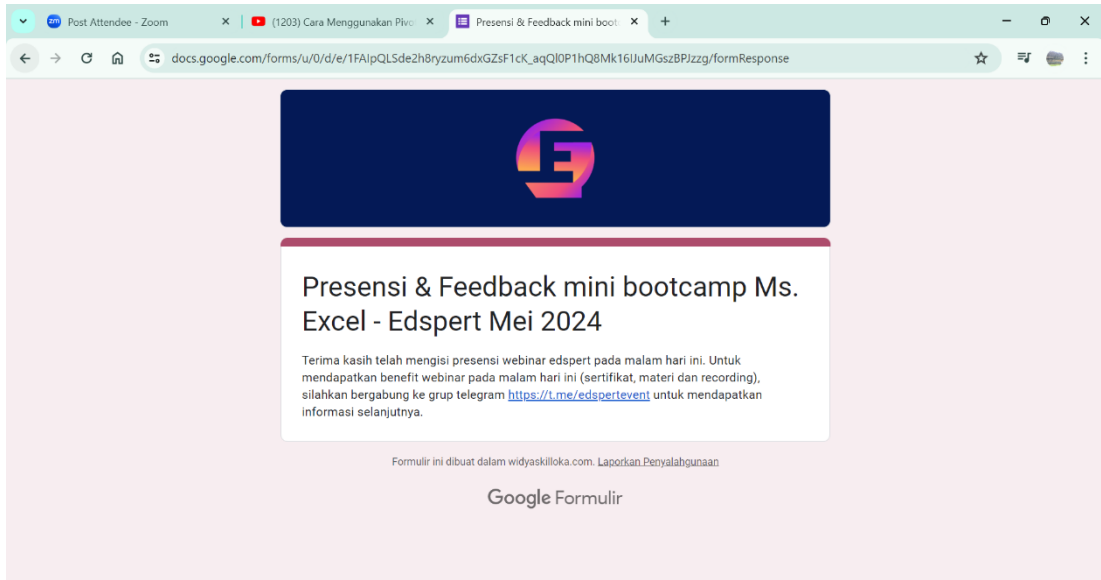 Post Attendee - Zoom
(1203) Cara Menggunakan Pivo
Presensi & Feedback mini boot
docs.google.com/forms/u/0/d/e/1FAIpQLSde2h8ryzum6dxGZsF1cK_aqQl0P1hQ8Mk16IJuMGszBPJzzg/formResponse
E
Presensi & Feedback mini bootcamp Ms.
Excel - Edspert Mei 2024
Terima kasih telah mengisi presensi webinar edspert pada malam hari ini. Untuk
mendapatkan benefit webinar pada malam hari ini (sertifikat, materi dan recording),
silahkan bergabung ke grup telegram https://t.me/edspertevent untuk mendapatkan
informasi selanjutnya.
Formulir ini dibuat dalam widyaskilloka.com. Laporkan Penyalahgunaan
Google Formulir